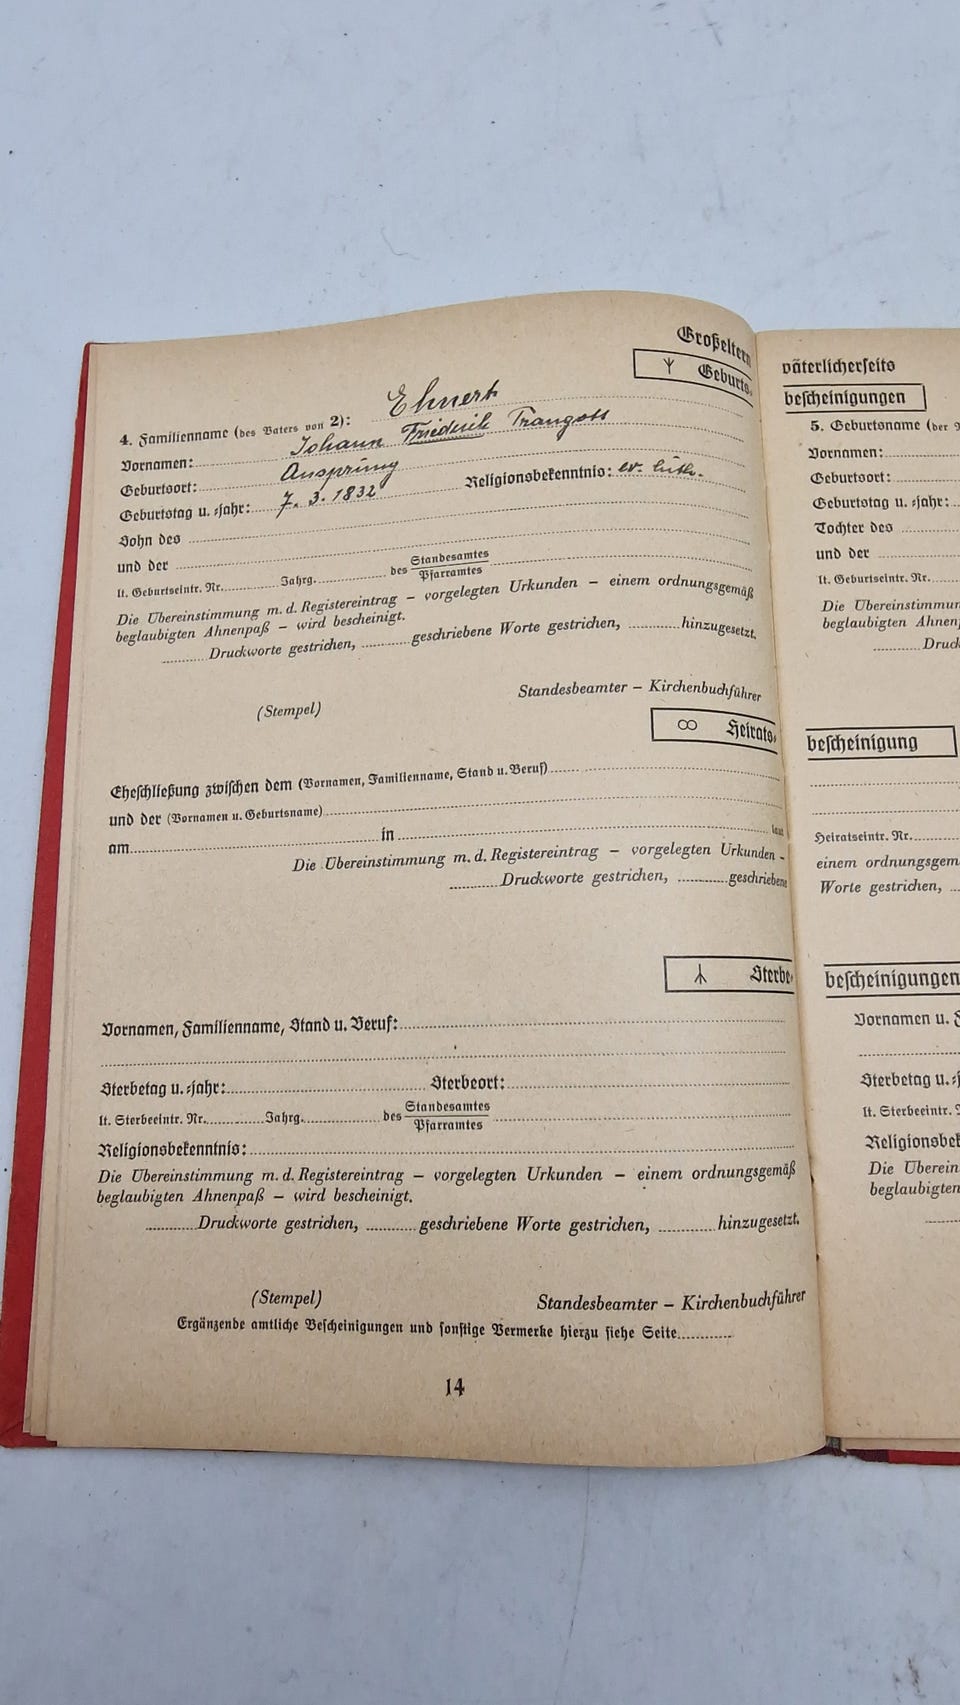 Großeltern
Geburts-
4. Familienname (des Vaters von 2): Ehnert
Vornamen: Johann Friederik Traugott
Geburtsort: Ansprung
Geburtstag u. -jahr: 7. 3. 1832 Religionsbekenntnis: ev. luth.
Sohn des
und der
lt. Geburtseintr. Nr. Jahrg. des Standesamtes
Pfarramtes
Die Übereinstimmung m. d. Registereintrag – vorgelegten Urkunden – einem ordnungsgemäß
beglaubigten Ahnenpaß – wird bescheinigt.
Druckworte gestrichen, geschriebene Worte gestrichen, hinzugesetzt.
Standesbeamter – Kirchenbuchführer
(Stempel)
∞ Heirats-
Eheschließung zwischen dem (Vornamen, Familienname, Stand u. Beruf)
und der (Vornamen u. Geburtsname)
am in laut
Die Übereinstimmung m. d. Registereintrag – vorgelegten Urkunden -
Druckworte gestrichen, geschriebene
Sterbe-
Vornamen, Familienname, Stand u. Beruf:
Sterbetag u. -jahr: Sterbeort:
lt. Sterbeeintr. Nr. Jahrg. des Standesamtes
Pfarramtes
Religionsbekenntnis:
Die Übereinstimmung m. d. Registereintrag – vorgelegten Urkunden – einem ordnungsgemäß
beglaubigten Ahnenpaß – wird bescheinigt.
Druckworte gestrichen, geschriebene Worte gestrichen, hinzugesetzt.
(Stempel) Standesbeamter – Kirchenbuchführer
Ergänzende amtliche Bescheinigungen und sonstige Vermerke hierzu siehe Seite
14
väterlicherseits
bescheinigungen
5. Geburtsname (der
Vornamen:
Geburtsort:
Geburtstag u. -jahr:
Tochter des
und der
lt. Geburtseintr. Nr.
Die Übereinstimmun
beglaubigten Ahnenp
Druck
bescheinigung
Heiratseintr. Nr.
einem ordnungsgem
Worte gestrichen,
bescheinigungen
Vornamen u. F
Sterbetag u. -j
lt. Sterbeeintr. N
Religionsbek
Die Überein
beglaubigten